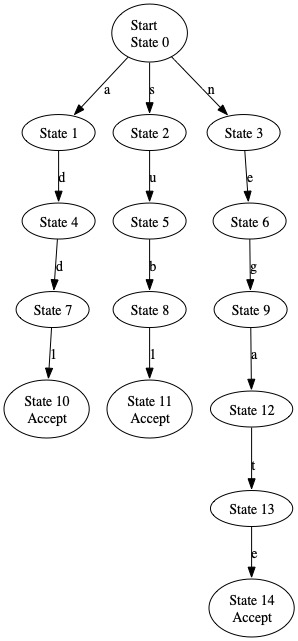 Start
State 0
a
s
n
State 1
State 2
State 3
d
u
e
State 4
State 5
State 6
d
b
g
State 7
State 8
State 9
l
l
a
State 10
Accept
State 11
Accept
State 12
t
State 13
e
State 14
Accept